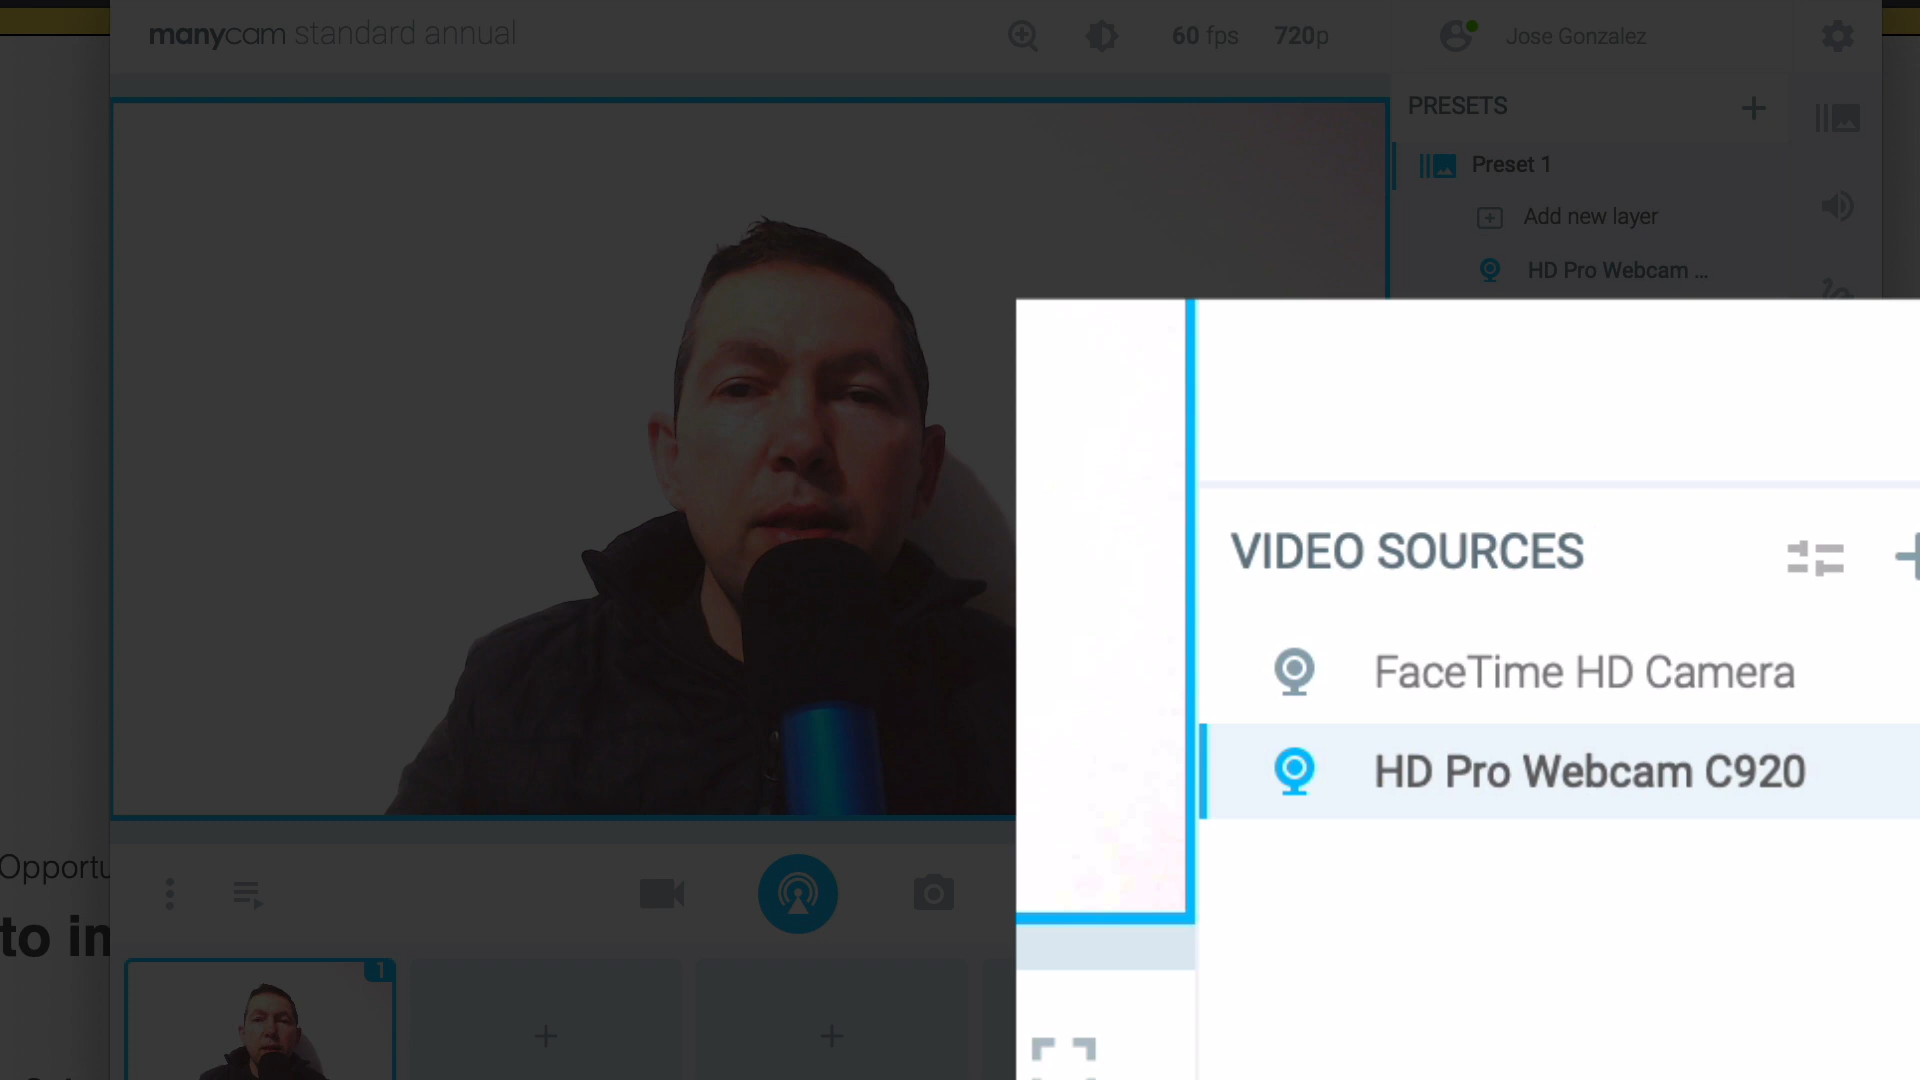 manycam standard annual
60 fps
720p
Jose Gonzalez
PRESETS
Preset 1
Add new layer
HD Pro Webcam ...
VIDEO SOURCES
FaceTime HD Camera
HD Pro Webcam C920
Opportu
to in
1